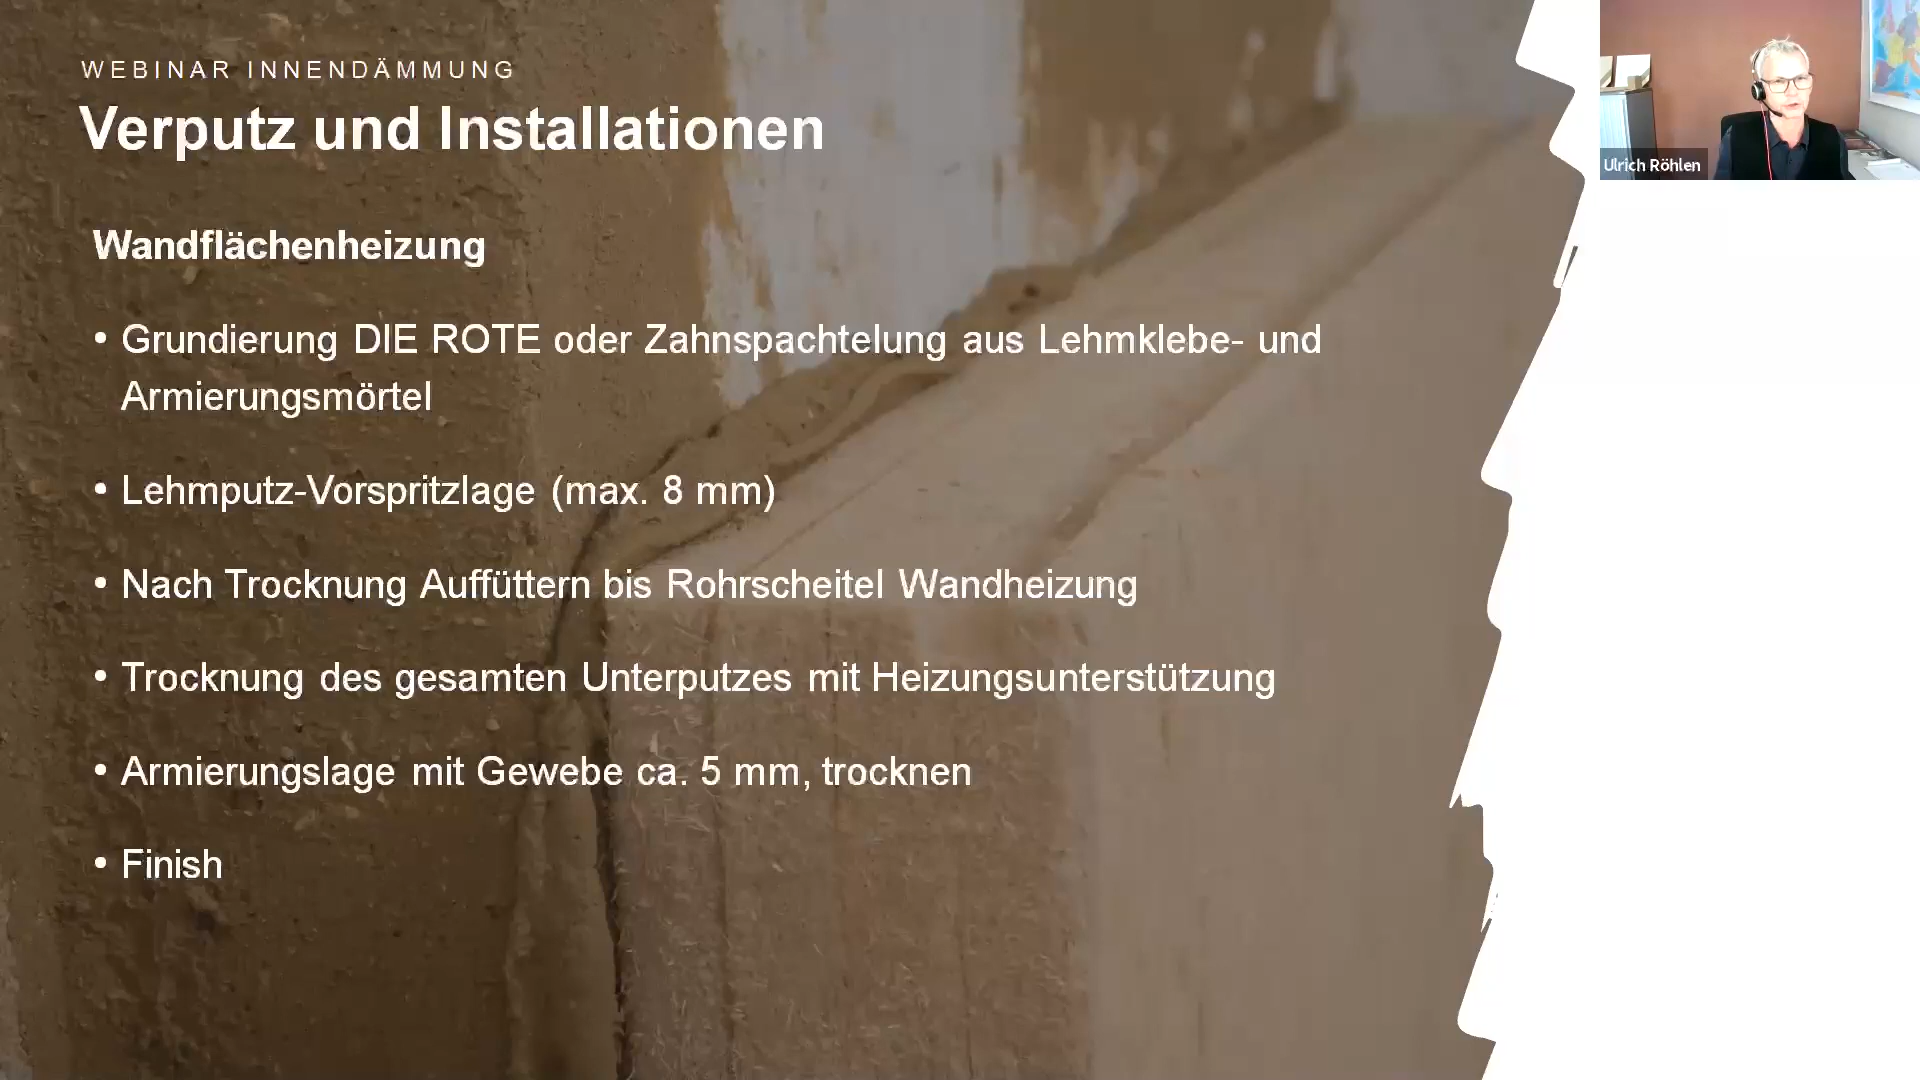 WEBINAR INNENDÄMMUNG
Verputz und Installationen
Ulrich Röhlen
Wandflächenheizung
• Grundierung DIE ROTE oder Zahnspachtelung aus Lehmklebe- und
Armierungsmörtel
• Lehmputz-Vorspritzlage (max. 8 mm)
• Nach Trocknung Auffüttern bis Rohrscheitel Wandheizung
• Trocknung des gesamten Unterputzes mit Heizungsunterstützung
• Armierungslage mit Gewebe ca. 5 mm, trocknen
• Finish